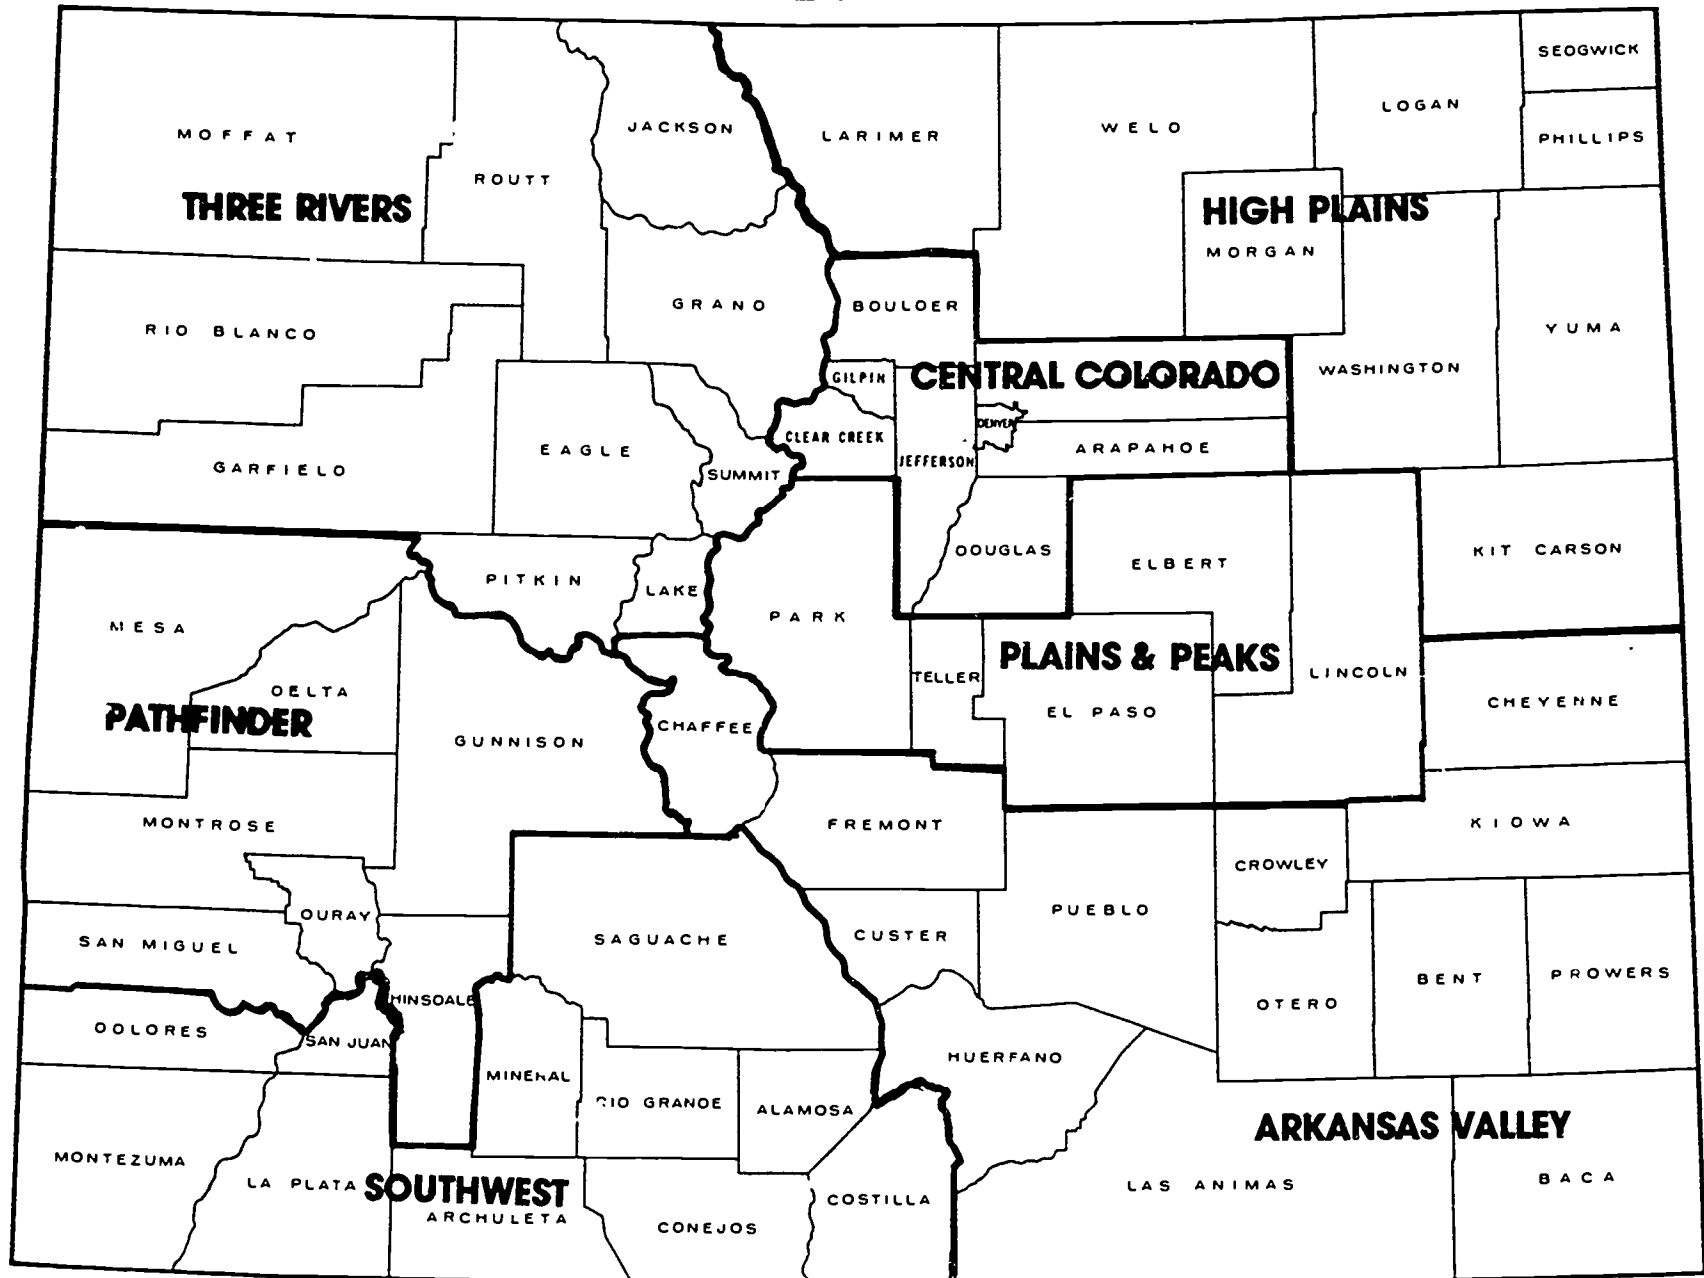 SEDGWICK
LOGAN
JACKSON
WELO
LARIMER
MOFFAT
PHILLIPS
ROUTT
THREE RIVERS
HIGH PLAINS
MORGAN
GRANO
BOULOER
RIO BLANCO
YUMA
WASHINGTON
GILPIN
CENTRAL COLORADO
DENVER
CLEAR CREEK
EAGLE
ARAPAHOE
JEFFERSON
GARFIELO
SUMMIT
OOUGLAS
KIT CARSON
ELBERT
PITKIN
LAKE
PARK
MESA
PLAINS & PEAKS
LINCOLN
TELLER
OELTA
CHEYENNE
EL PASO
PATHFINDER
CHAFFEE
GUNNISON
MONTROSE
FREMONT
KIOWA
CROWLEY
OURAY
PUEBLO
SAN MIGUEL
SAGUACHE
CUSTER
PROWERS
BENT
HINSOALE
OTERO
OOLORES
SAN JUAN
HUERFANO
MINERAL
RIO GRANOE
ALAMOSA
ARKANSAS VALLEY
MONTEZUMA
LA PLATA
SOUTHWEST
LAS ANIMAS
BACA
COSTILLA
ARCHULETA
CONEJOS